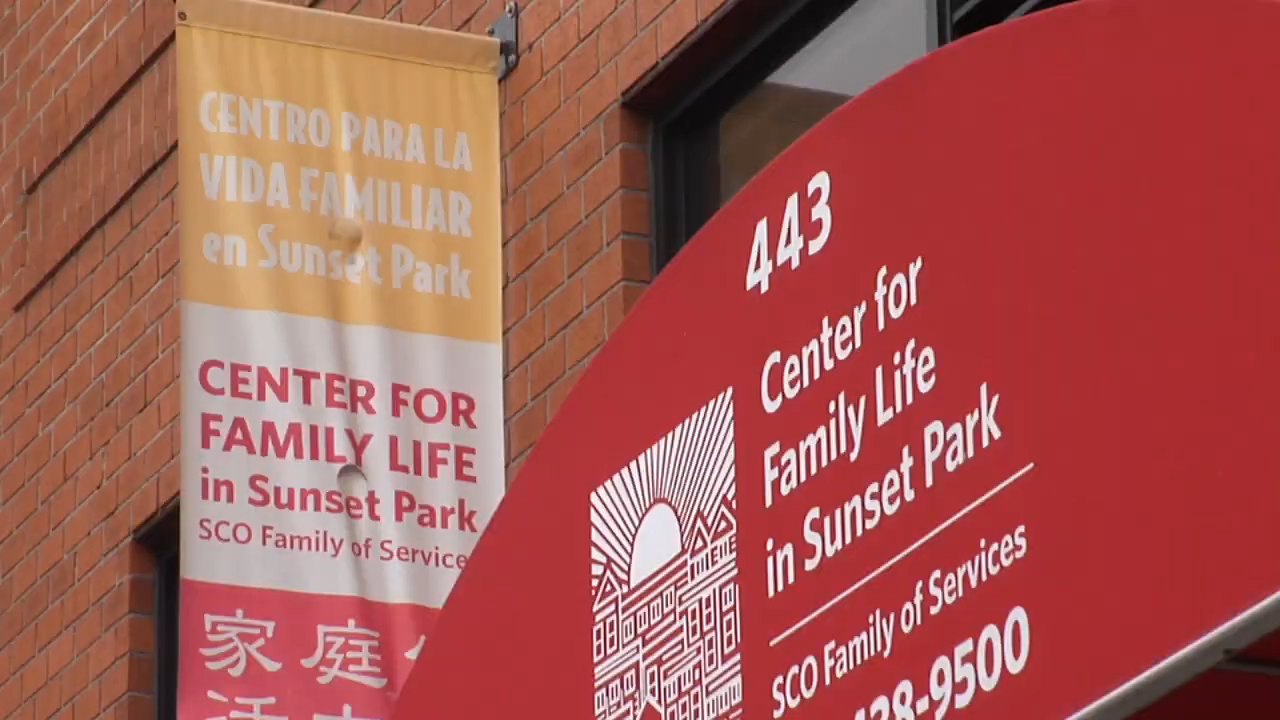 CENTRO PARA LA
VIDA FAMILIAR
en Sunset Park
CENTER FOR
FAMILY LIFE
in Sunset Park
SCO Family of Service
家庭
443
Center for
Family Life
in Sunset Park
SCO Family of Services
438-9500